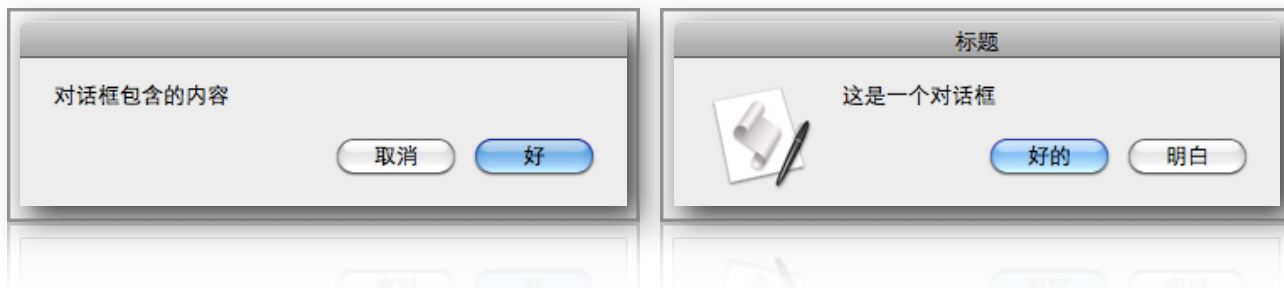 对话框包含的内容
取消 好
标题
这是一个对话框
好的 明白